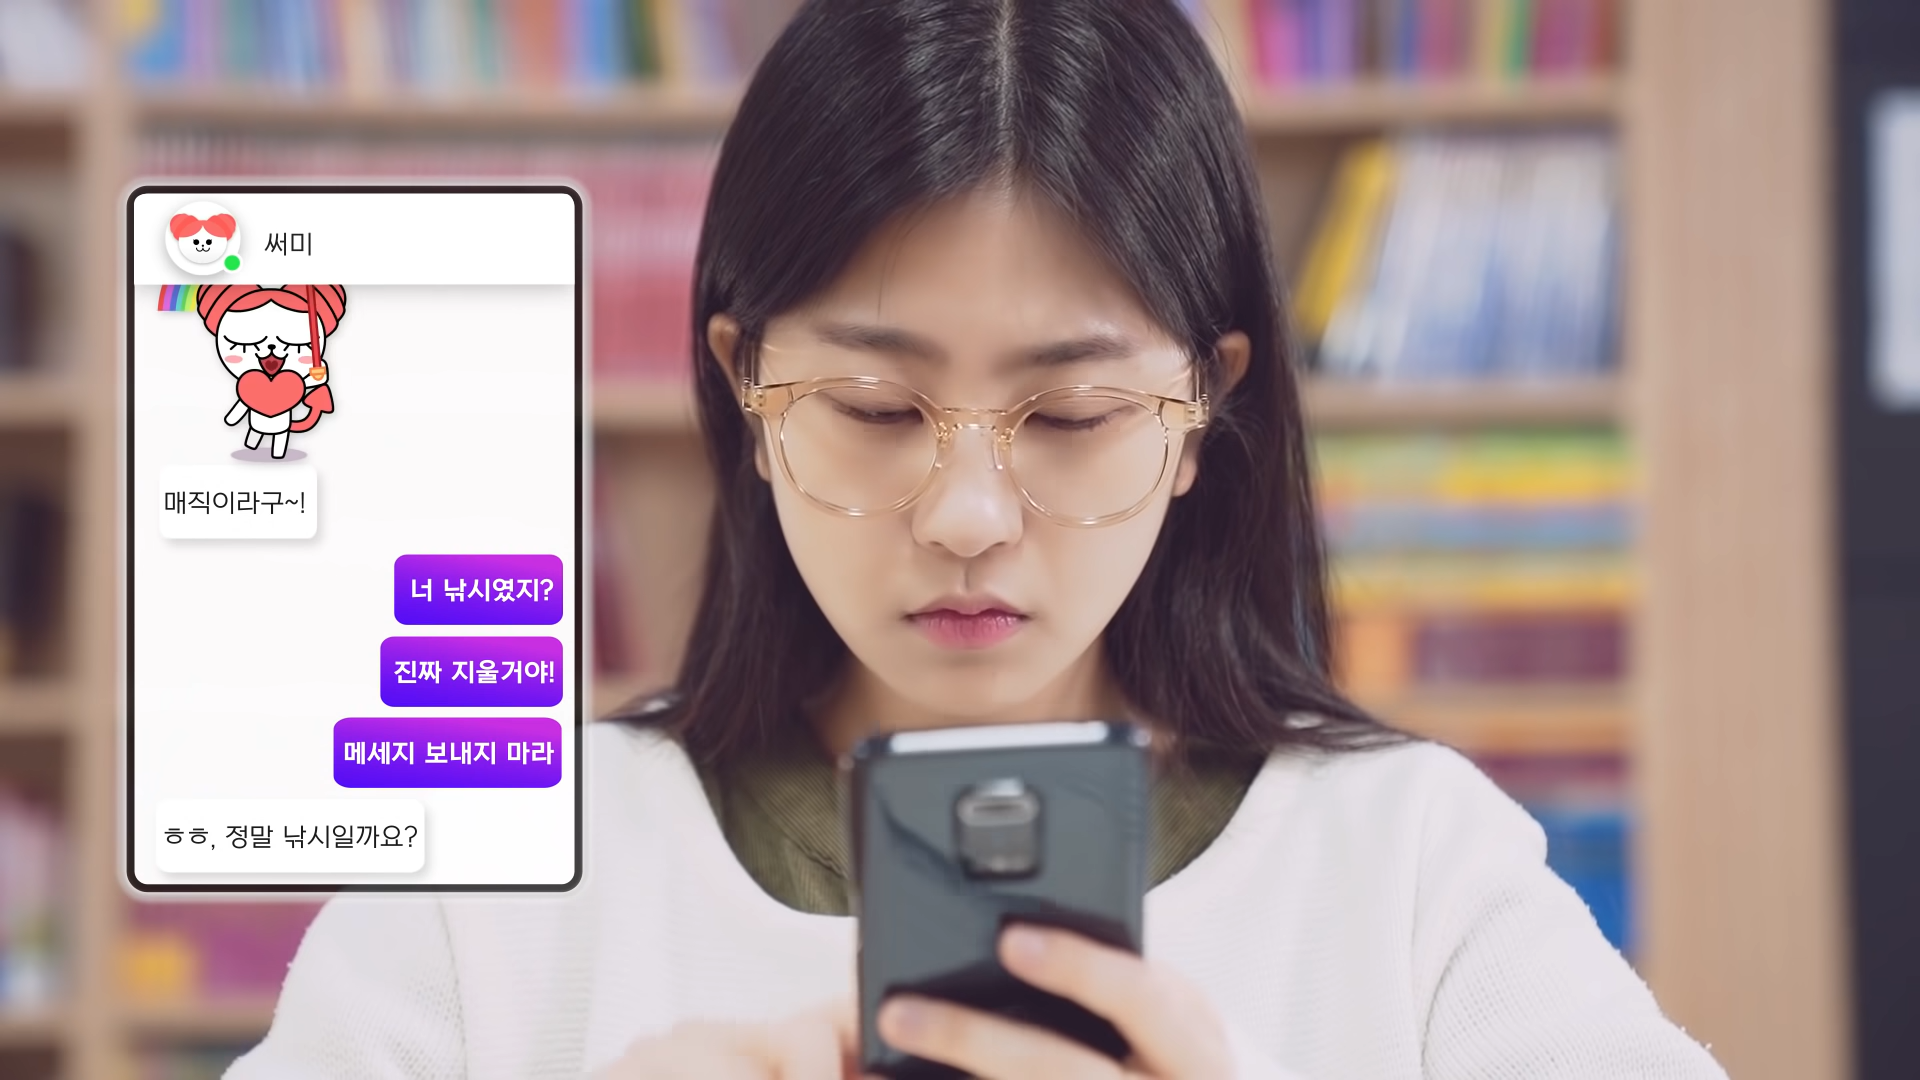 써미
매직이라구~!
너 낚시였지?
진짜 지울거야!
메세지 보내지 마라
ㅎㅎ, 정말 낚시일까요?